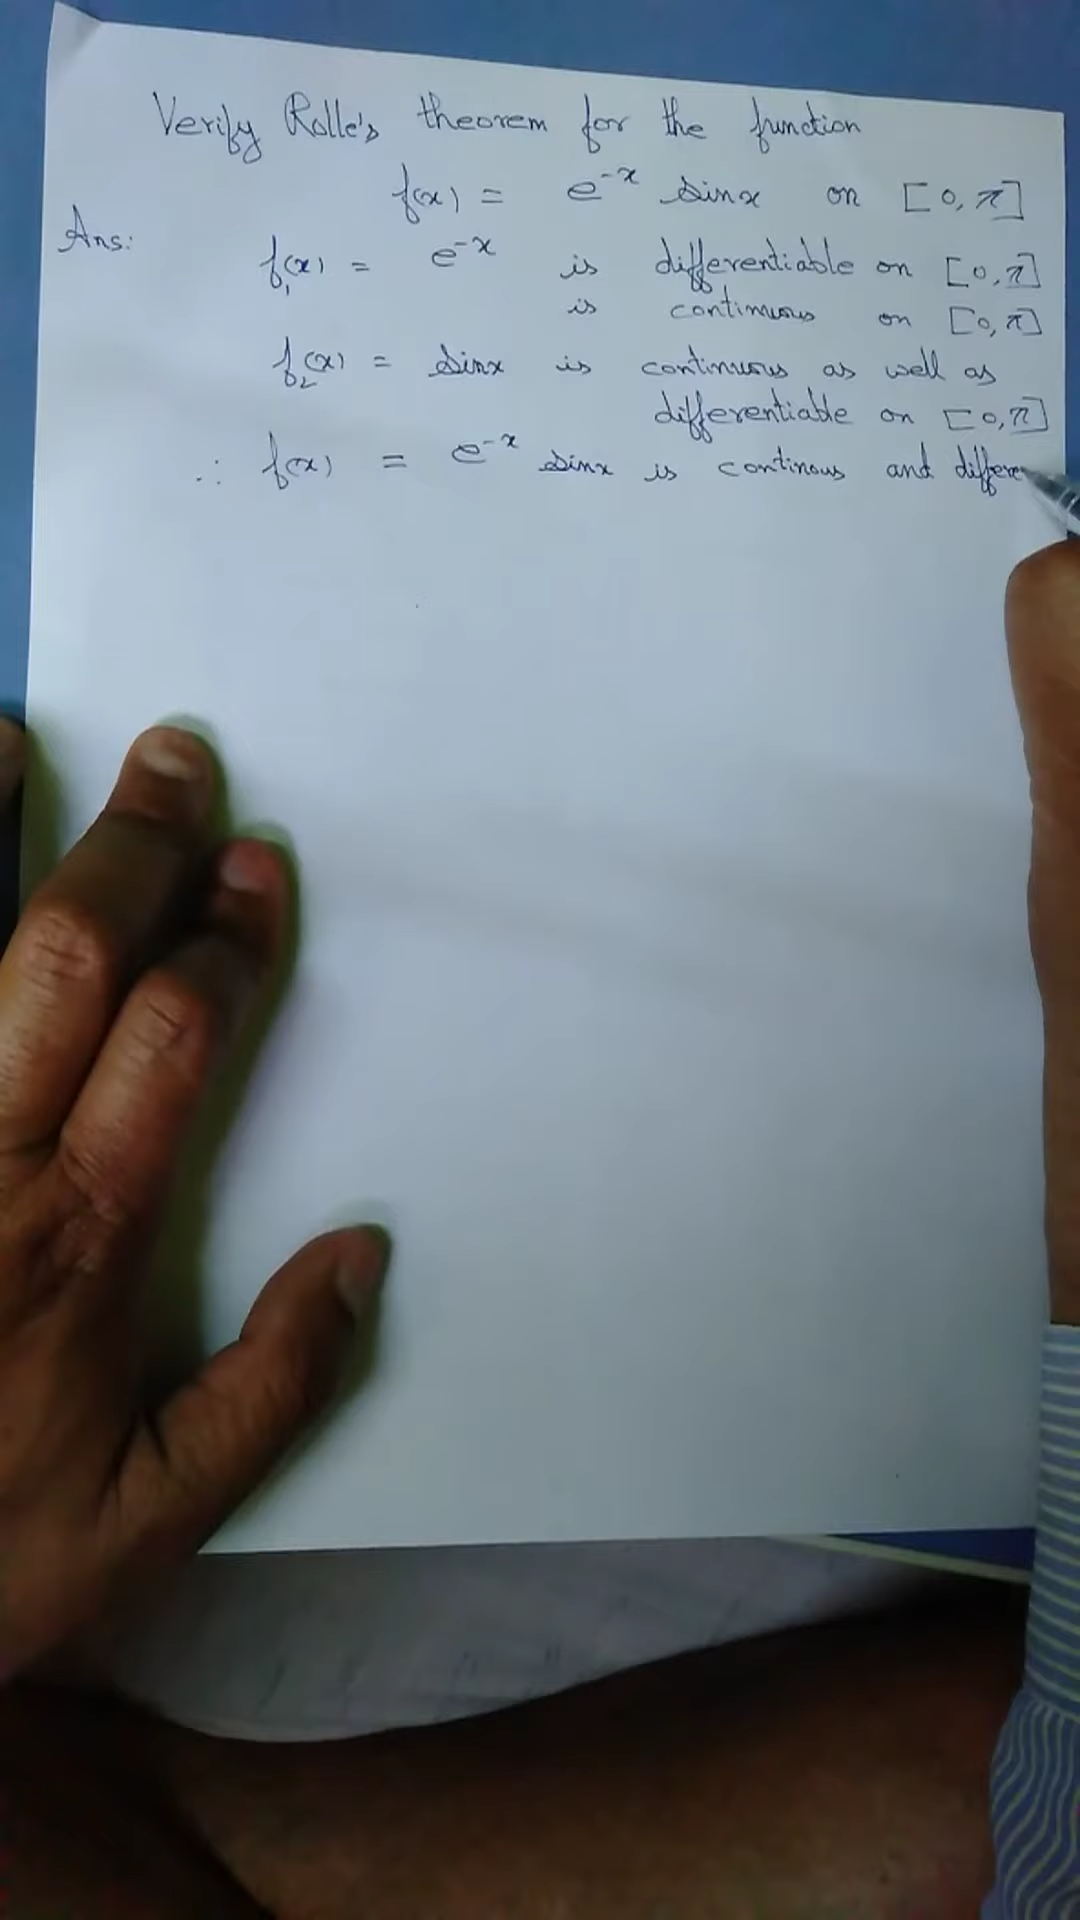 Verify Rolle's theorem for the function
f(x) = e^-x sinx on [0, π]
Ans:
f₁(x) = e^-x is differentiable on [0, π]
is continuous on [0, π]
f₂(x) = sinx is continuous as well as
differentiable on [0, π]
∴ f(x) = e^-x sinx is continous and differe